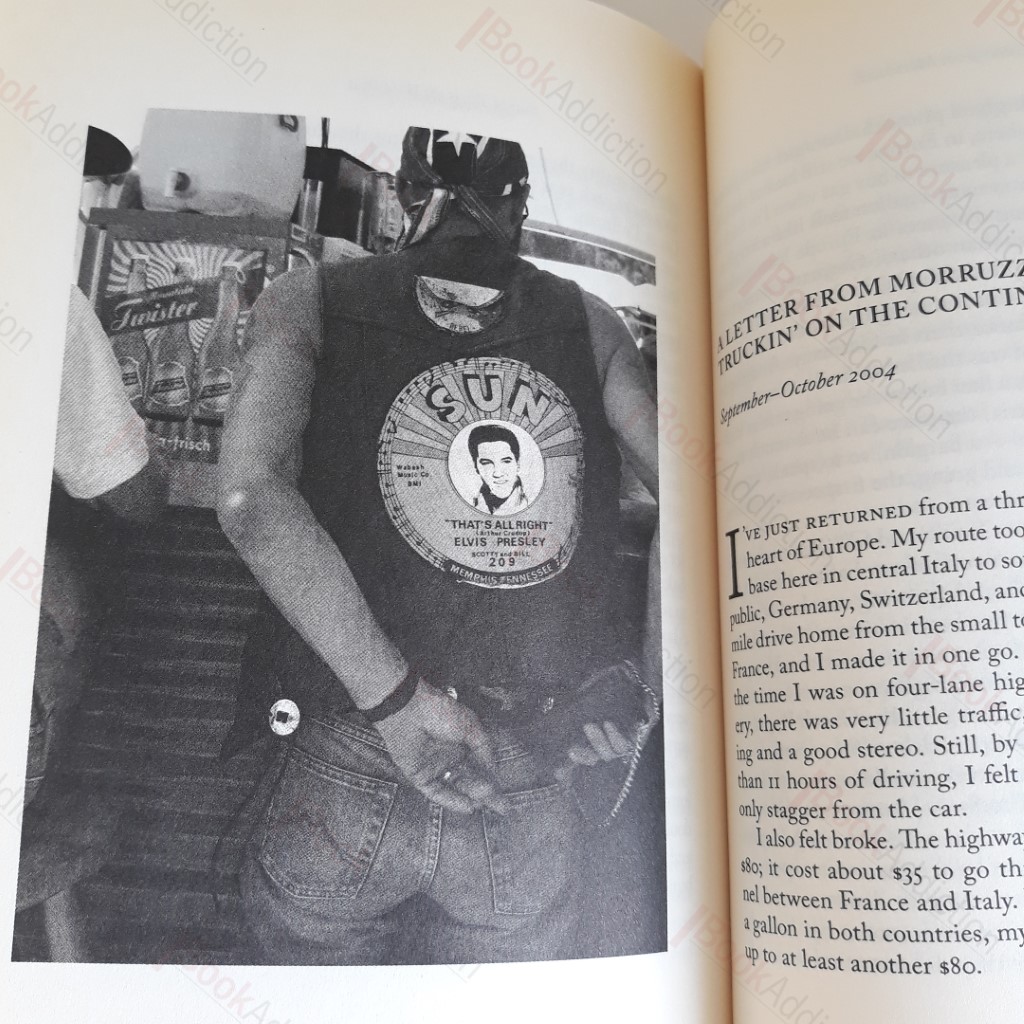 Twister
-frisch
SUN
Wabash
Music Co.
BMI
"THAT'S ALL RIGHT"
(Arthur Crudup)
ELVIS PRESLEY
SCOTTY and BILL
209
MEMPHIS TENNESSEE
A LETTER FROM MORRUZZ
TRUCKIN' ON THE CONTIN
September–October 2004
I'VE JUST RETURNED from a thr
heart of Europe. My route too
base here in central Italy to so
public, Germany, Switzerland, and
mile drive home from the small to
France, and I made it in one go.
the time I was on four-lane hig
ery, there was very little traffic,
ing and a good stereo. Still, by
than 11 hours of driving, I felt
only stagger from the car.
I also felt broke. The highwa
$80; it cost about $35 to go th
nel between France and Italy.
a gallon in both countries, my
up to at least another $80.
BookAddiction